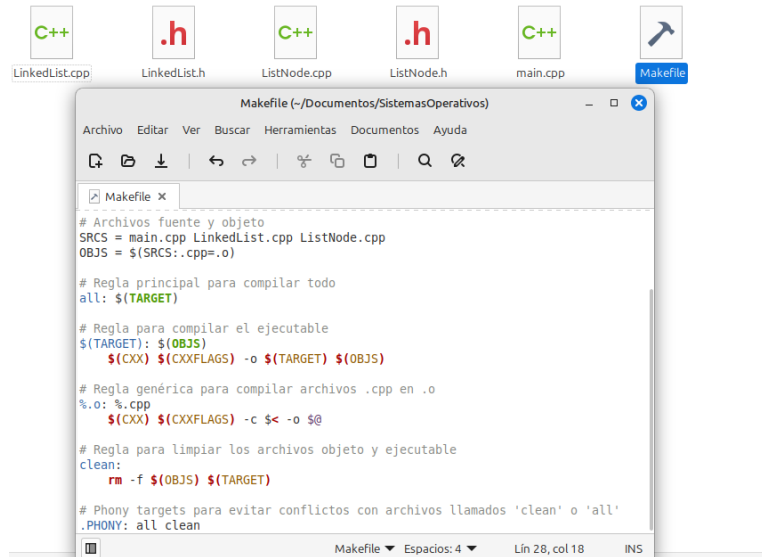 C++ .h C++ .h C++
LinkedList.cpp LinkedList.h ListNode.cpp ListNode.h main.cpp Makefile
Makefile (~/Documentos/SistemasOperativos)
Archivo Editar Ver Buscar Herramientas Documentos Ayuda
Makefile
# Archivos fuente y objeto
SRCS = main.cpp LinkedList.cpp ListNode.cpp
OBJS = $(SRCS:.cpp=.o)
# Regla principal para compilar todo
all: $(TARGET)
# Regla para compilar el ejecutable
$(TARGET): $(OBJS)
$(CXX) $(CXXFLAGS) -o $(TARGET) $(OBJS)
# Regla genérica para compilar archivos .cpp en .o
%.o: %.cpp
$(CXX) $(CXXFLAGS) -c $< -o $@
# Regla para limpiar los archivos objeto y ejecutable
clean:
rm -f $(OBJS) $(TARGET)
# Phony targets para evitar conflictos con archivos llamados 'clean' o 'all'
.PHONY: all clean
Makefile Espacios: 4 Lín 28, col 18 INS